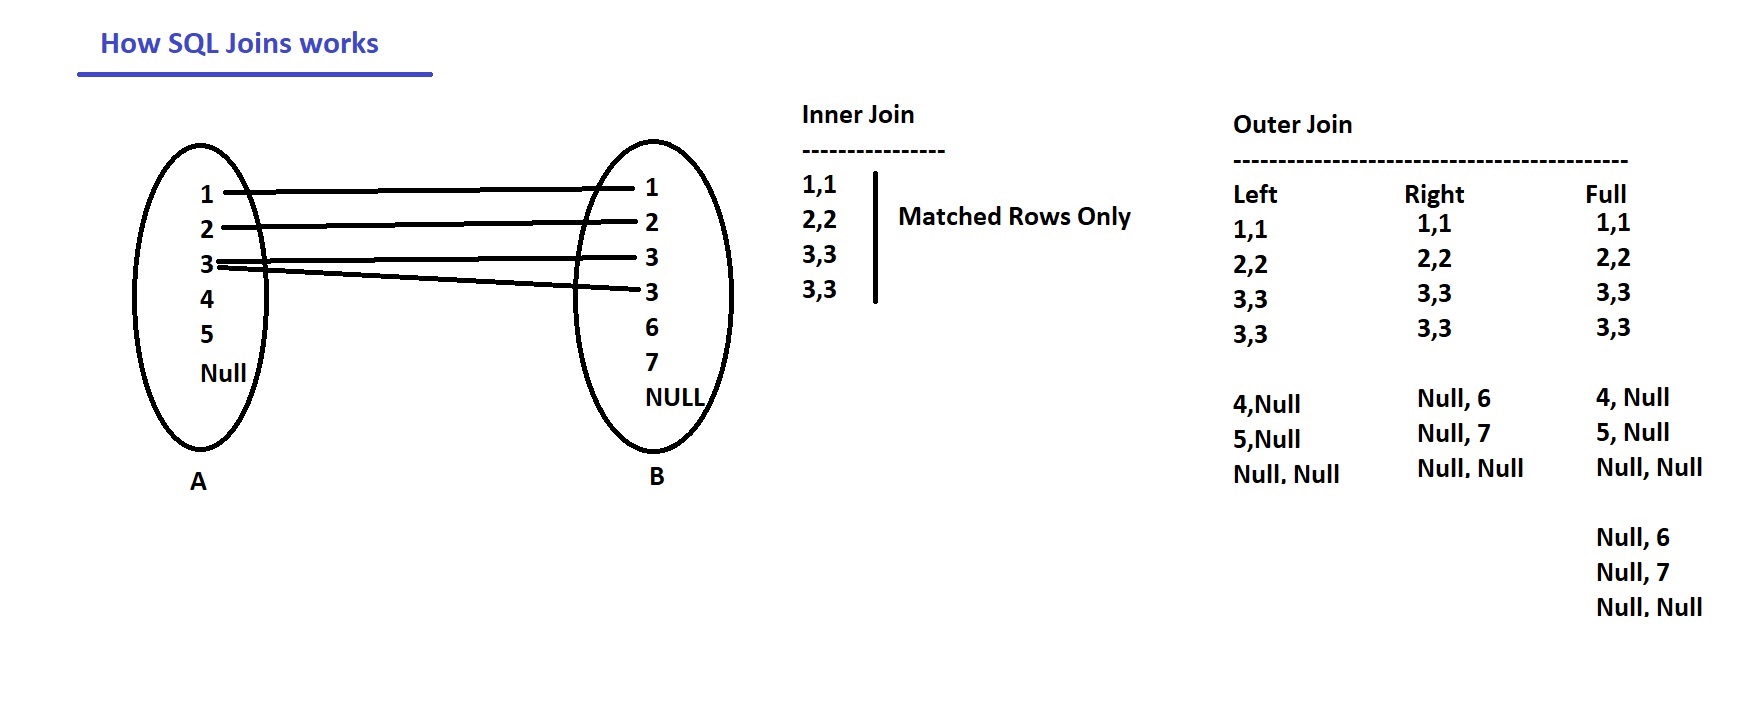 How SQL Joins works
1
2
3
4
5
Null
A
1
2
3
3
6
7
NULL
B
Inner Join
----------------
1,1
2,2
3,3
3,3
Matched Rows Only
Outer Join
--------------------------------------------
Left
1,1
2,2
3,3
3,3
4,Null
5,Null
Null, Null
Right
1,1
2,2
3,3
3,3
Null, 6
Null, 7
Null, Null
Full
1,1
2,2
3,3
3,3
4, Null
5, Null
Null, Null
Null, 6
Null, 7
Null, Null